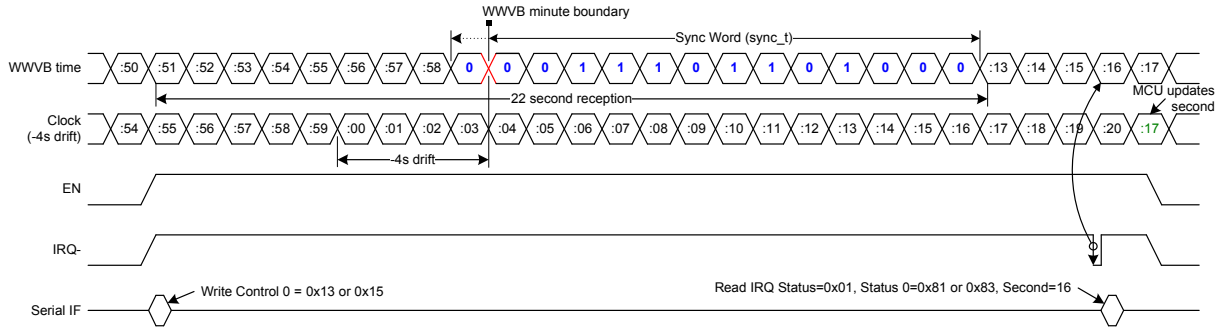 WWVB minute boundary
Sync Word (sync_t)
WWVB time :50 :51 :52 :53 :54 :55 :56 :57 :58 0 0 0 1 1 1 0 1 1 0 1 0 0 0 :13 :14 :15 :16 :17
22 second reception
MCU updates
second
Clock
(-4s drift)
:54 :55 :56 :57 :58 :59 :00 :01 :02 :03 :04 :05 :06 :07 :08 :09 :10 :11 :12 :13 :14 :15 :16 :17 :18 :19 :20 :17
-4s drift
EN
IRQ-
Write Control 0 = 0x13 or 0x15
Read IRQ Status=0x01, Status 0=0x81 or 0x83, Second=16
Serial IF